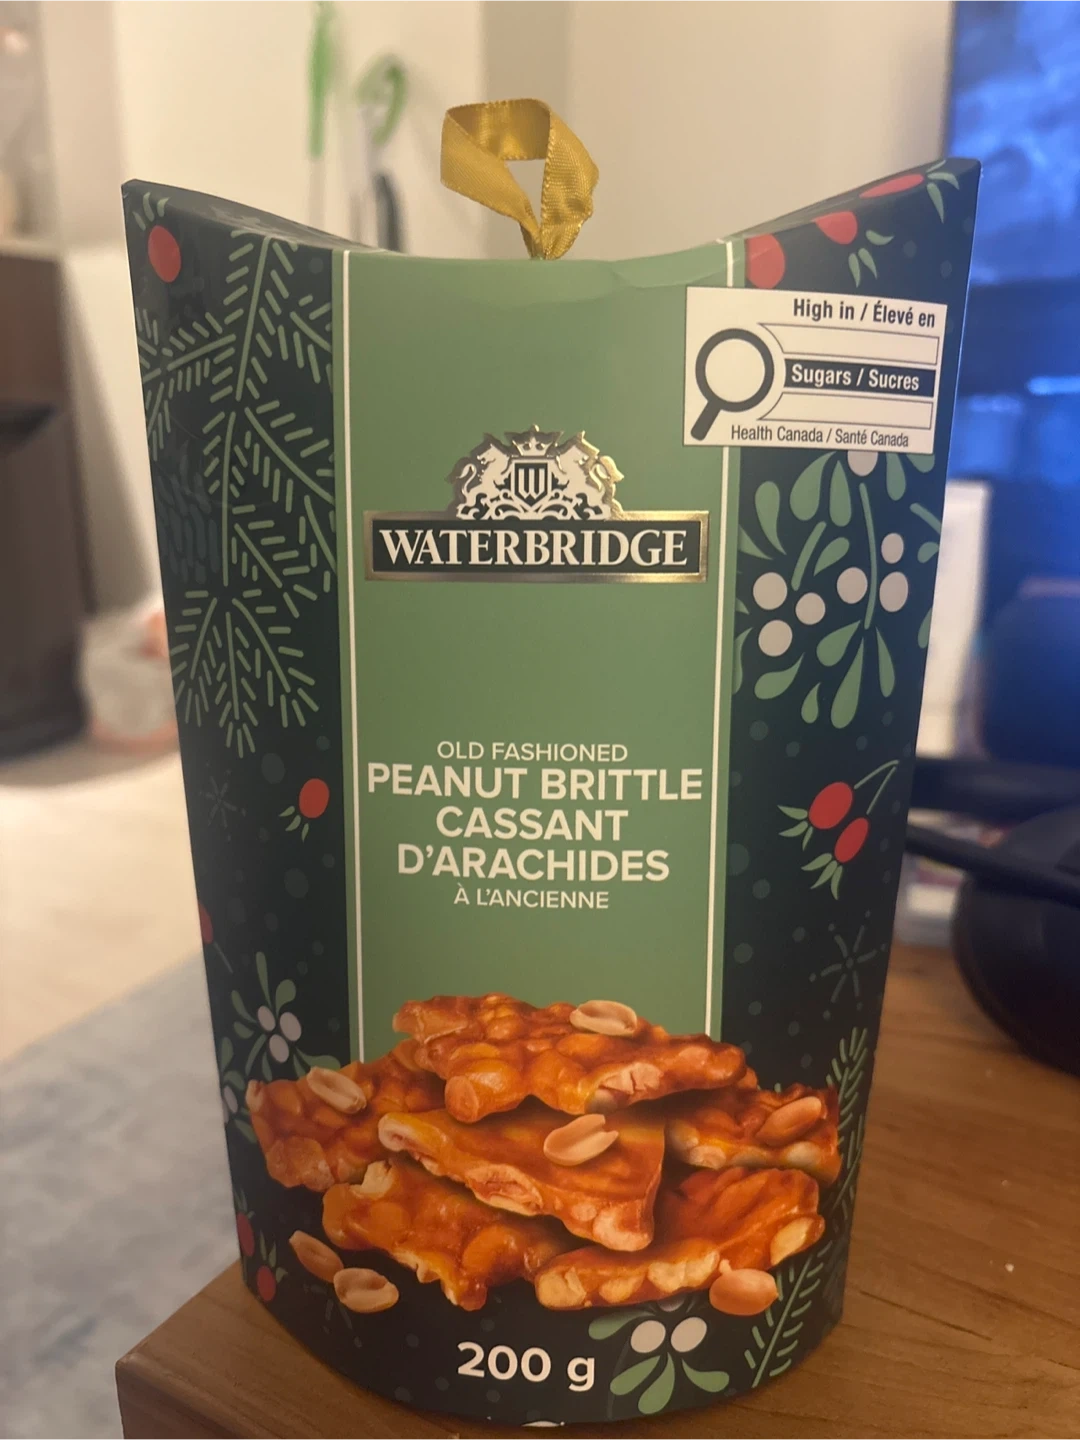 High in / Élevé en
Sugars / Sucres
Health Canada / Santé Canada
W
WATERBRIDGE
OLD FASHIONED
PEANUT BRITTLE
CASSANT
D'ARACHIDES
À L'ANCIENNE
200 g